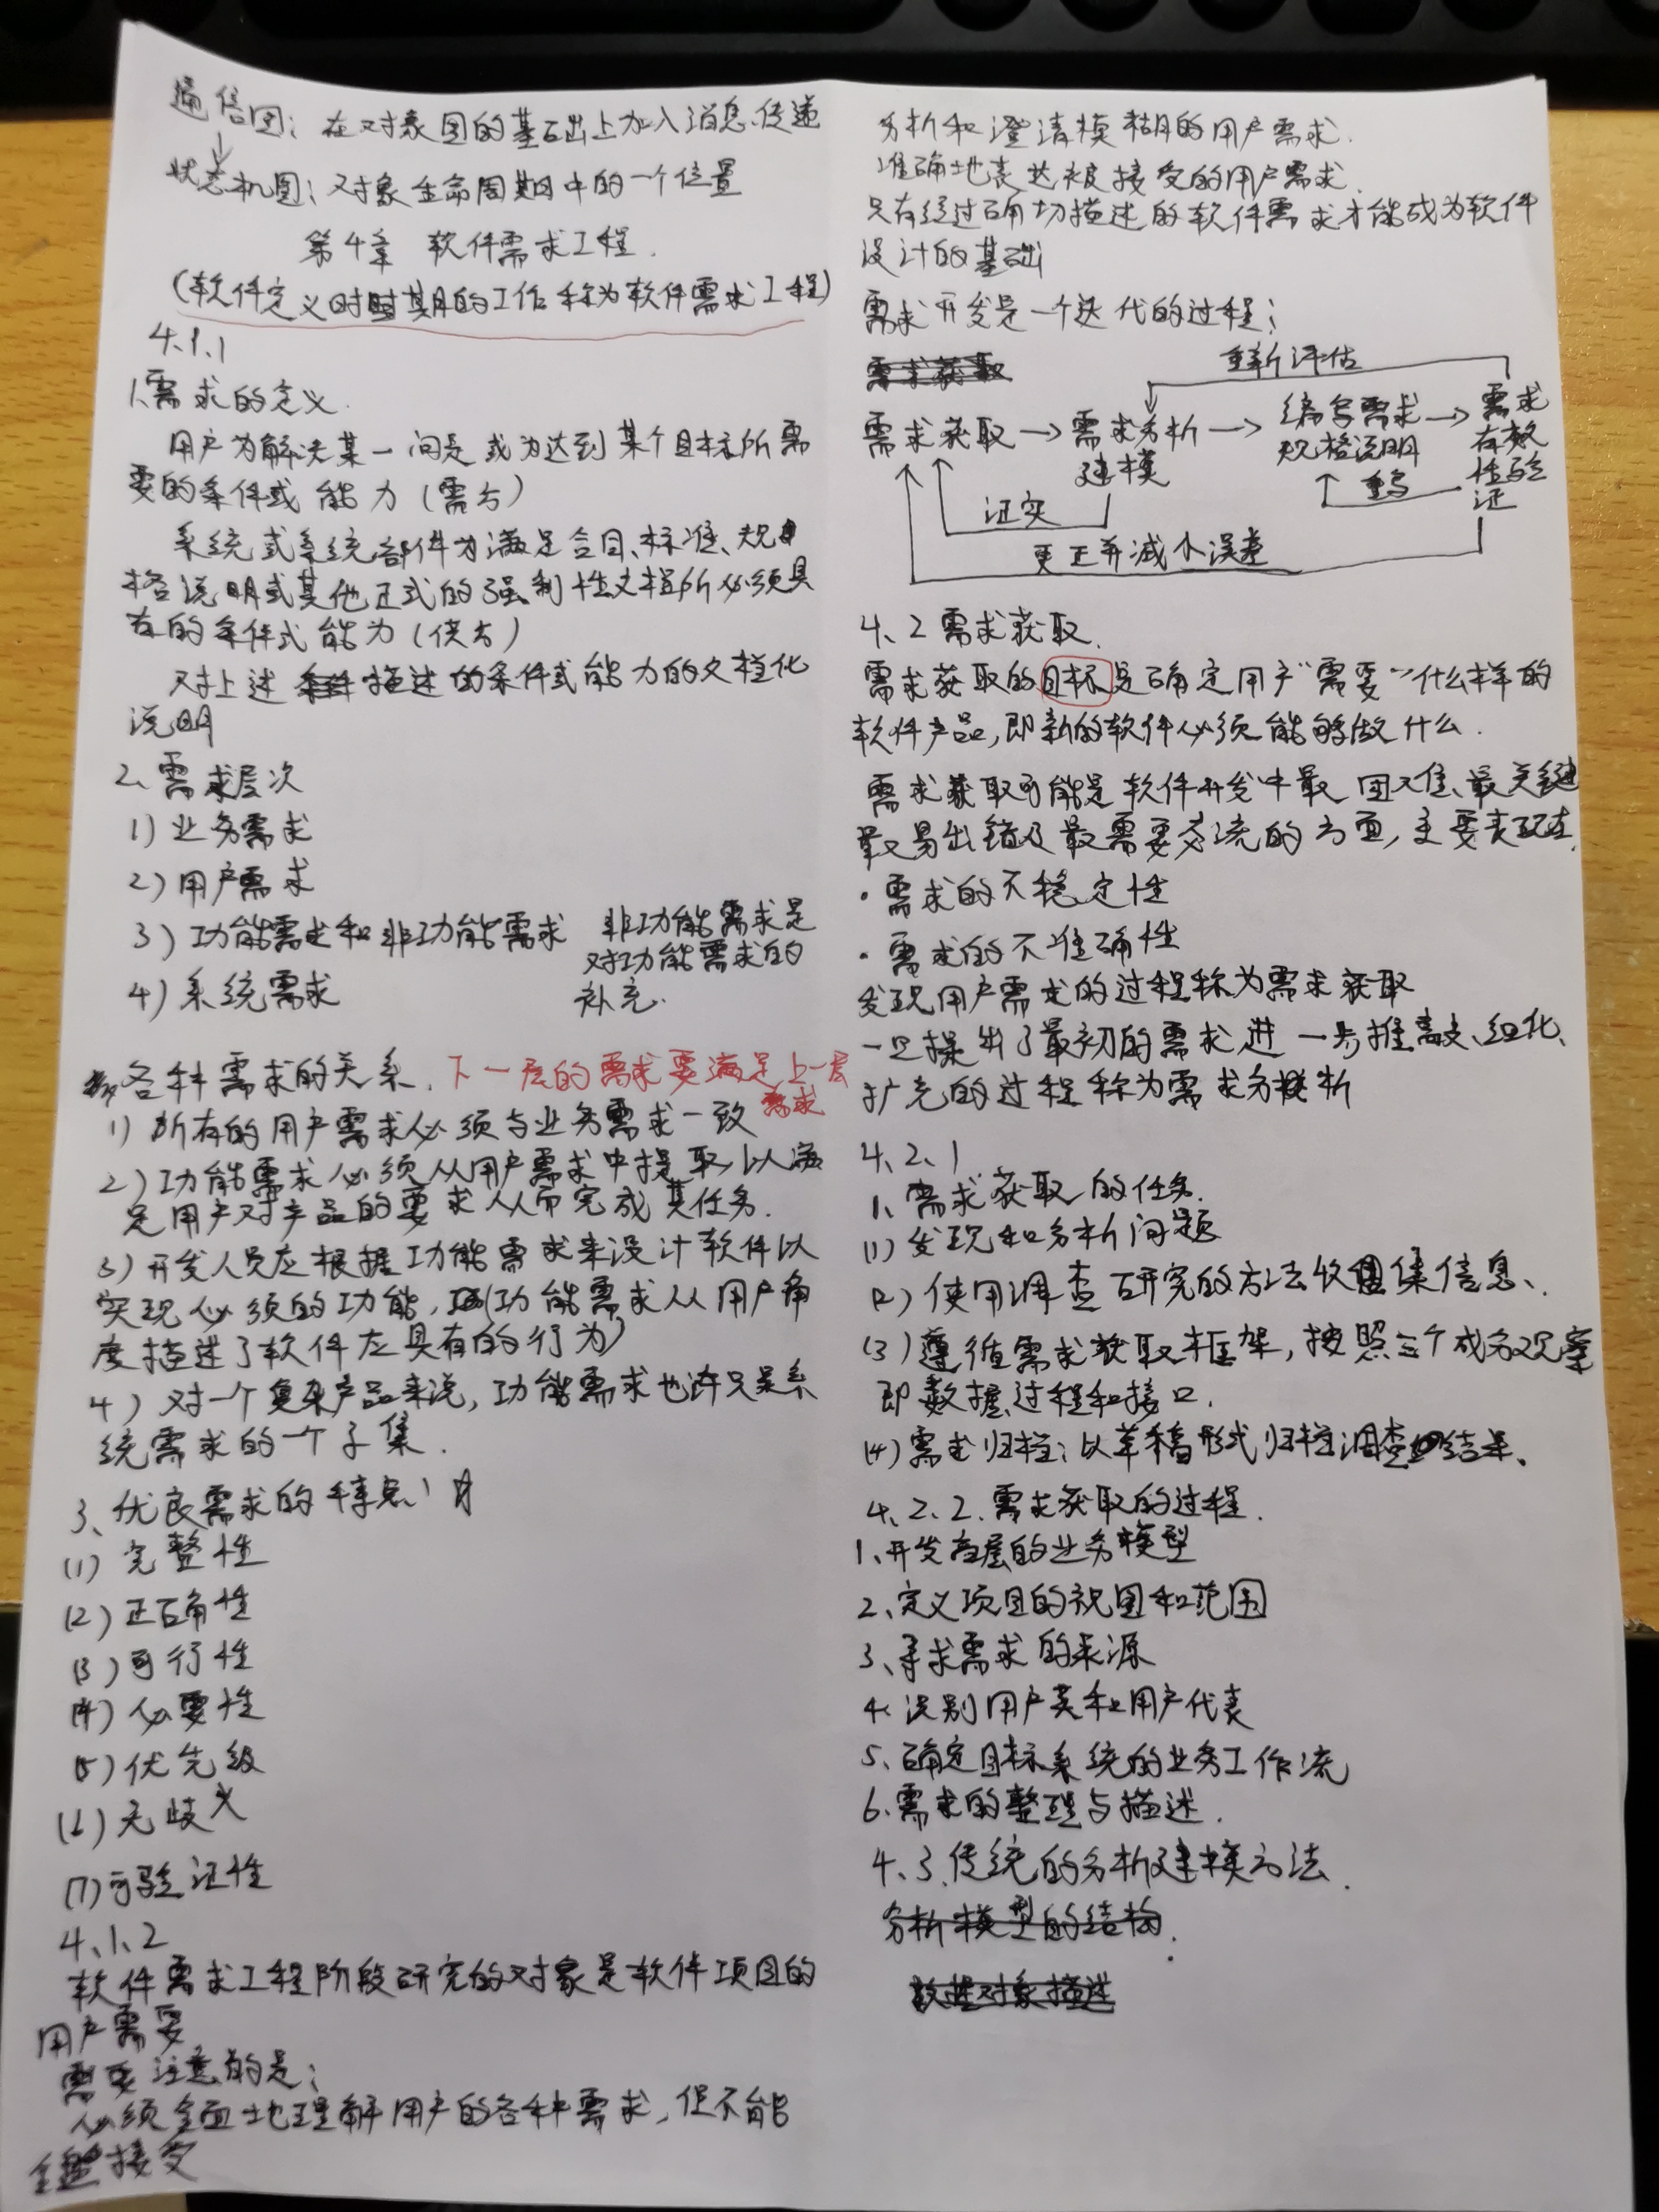 通信图：在对象图的基础上加入消息传递
状态机图：对象生命周期中的一个位置
第4章 软件需求工程.
(软件定义时期的工作称为软件需求工程)
4.1.1
1、需求的定义.
用户为解决某一问题或为达到某个目标所需
要的条件或能力(需方)
系统或系统部件为满足合同、标准、规
格说明或其他正式的强制性文档所必须具
有的条件或能力(供方)
对上述描述的条件或能力的文档化
说明
2、需求层次
1)业务需求
2)用户需求
3)功能需求和非功能需求
非功能需求是
对功能需求的
补充.
4)系统需求
各种需求的关系.
下一层的需求要满足上一层
需求
1)所有的用户需求必须与业务需求一致
2)功能需求必须从用户需求中提取,以满
足用户对产品的要求从而完成其任务.
3)开发人员应根据功能需求来设计软件以
实现必须的功能,功能需求从用户角
度描述了软件应具有的行为)
4)对一个复杂产品来说,功能需求也许只是系
统需求的一个子集.
3、优良需求的特点
(1)完整性
(2)正确性
(3)可行性
(4)必要性
(5)优先级
(6)无歧义
(7)可验证性
4.1.2
软件需求工程阶段研究的对象是软件项目的
用户需要
需要注意的是：
必须全面地理解用户的各种需求,但不能
接受
分析和澄清模糊的用户需求.
准确地表达被接受的用户需求.
只有经过确切描述的软件需求才能成为软件
设计的基础
需求开发是一个迭代的过程：
需求获取
重新评估
需求获取→需求分析→编写需求→需求
建模
规格说明
有效
性验
证
重写
证实
更正并减小误差
4.2需求获取.
需求获取的目标是确定用户"需要"什么样的
软件产品,即新的软件必须能够做什么.
需求获取可能是软件开发中最困难、最关键
最易出错及最需要交流的方面,主要表现在
·需求的不稳定性
·需求的不准确性
发现用户需求的过程称为需求获取
一旦提出了最初的需求进一步推敲、细化、
扩充的过程称为需求分析
4.2.1
1、需求获取的任务.
(1)发现和分析问题
(2)使用调查研究的方法收集信息、.
(3)遵循需求获取框架,按照三个成分观察
即数据、过程和接口.
(4)需求归档：以草稿形式归档调查结果.
4.2.2.需求获取的过程.
1、开发高层的业务模型
2、定义项目的视图和范围
3、寻求需求的来源
4、识别用户类和用户代表
5、确定目标系统的业务工作流
6、需求的整理与描述.
4.3.传统的分析建模方法.
分析模型的结构.
数据对象描述